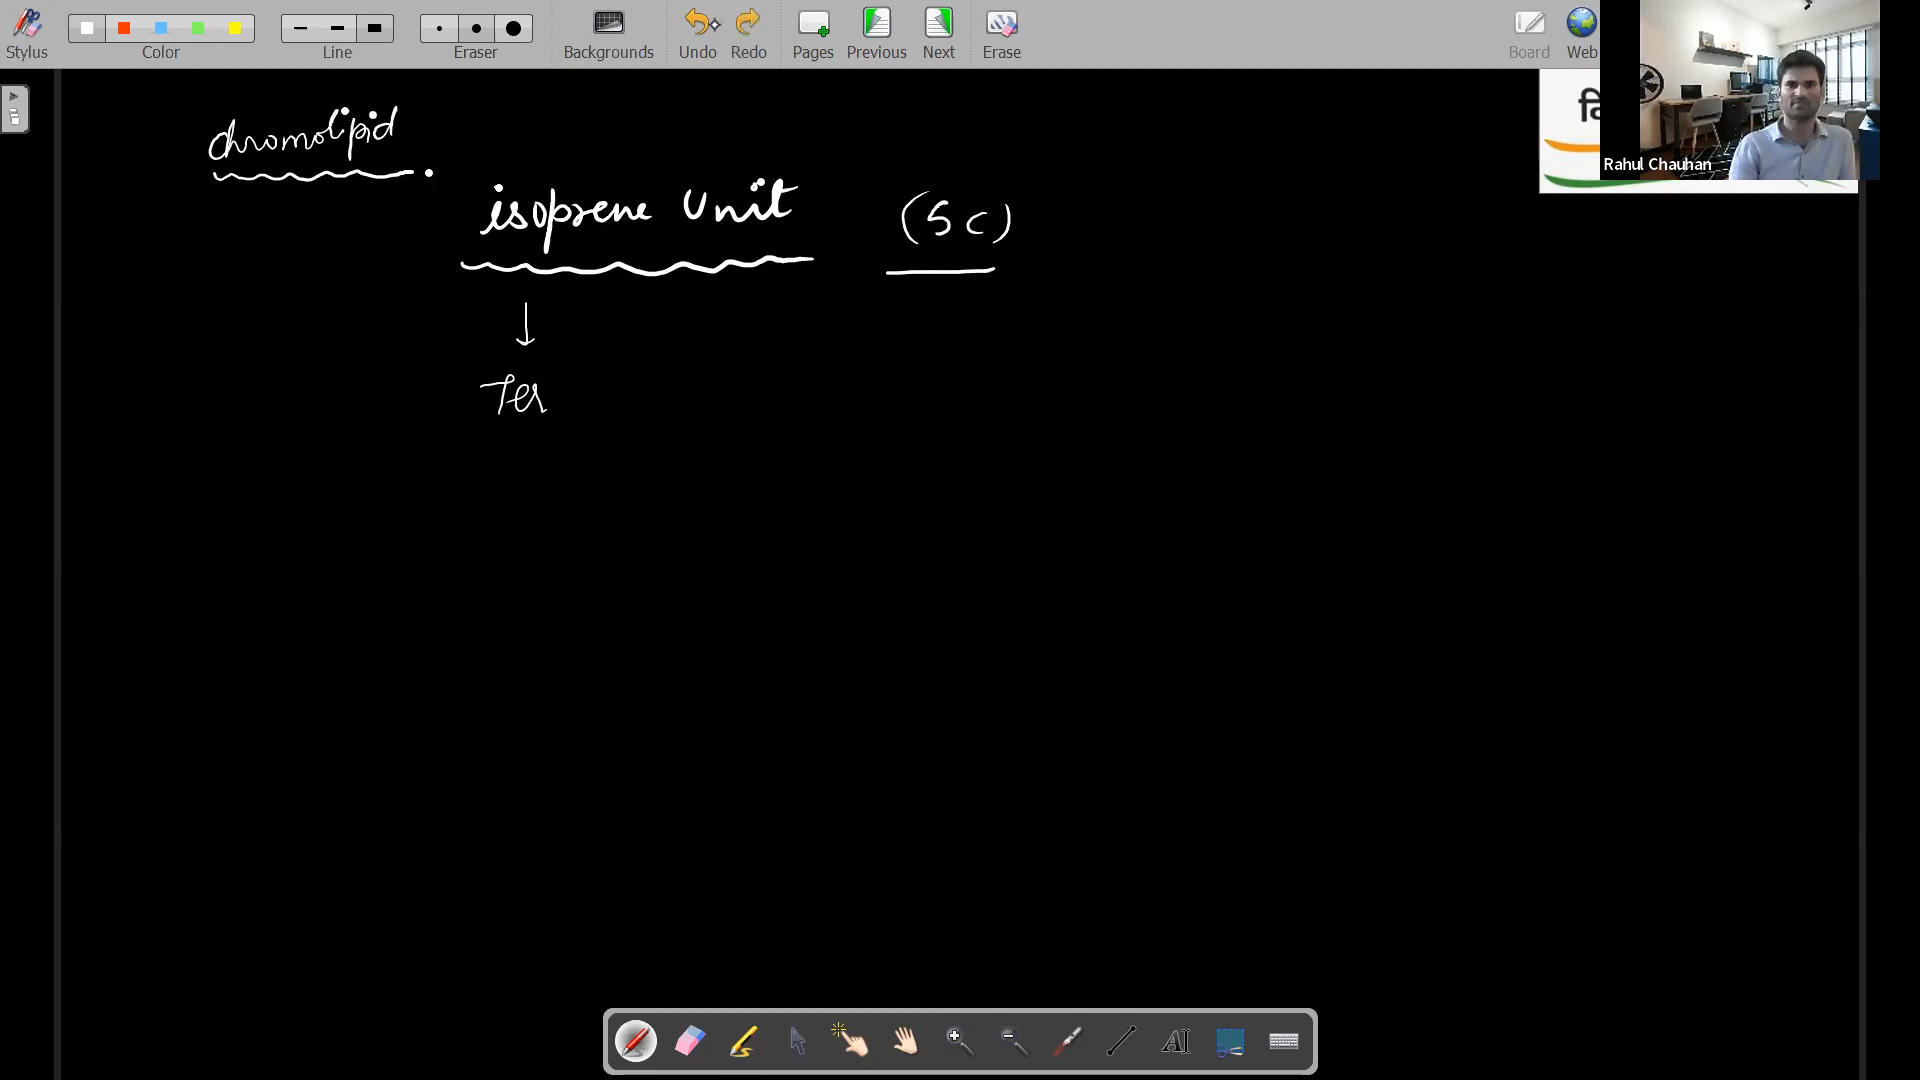 Stylus Color Line Eraser Backgrounds Undo Redo Pages Previous Next Erase Board Web
Rahul Chauhan
chromolipid
isoprene Unit (5c)
↓
Ter